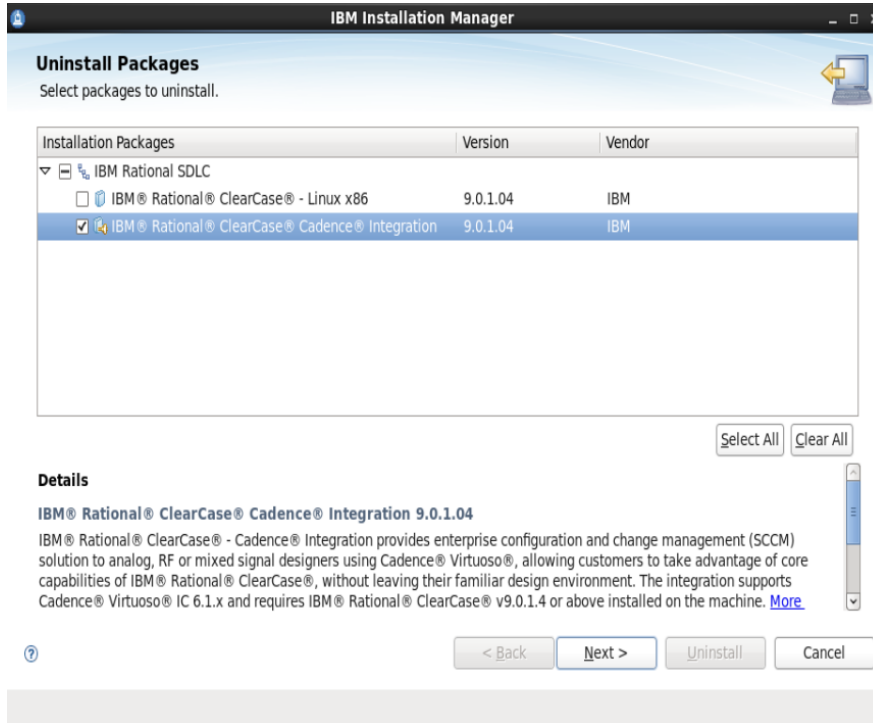 IBM Installation Manager
Uninstall Packages
Select packages to uninstall.
Installation Packages Version Vendor
IBM Rational SDLC
IBM® Rational® ClearCase® - Linux x86 9.0.1.04 IBM
IBM® Rational® ClearCase® Cadence® Integration 9.0.1.04 IBM
Select All Clear All
Details
IBM® Rational® ClearCase® Cadence® Integration 9.0.1.04
IBM® Rational® ClearCase® - Cadence® Integration provides enterprise configuration and change management (SCCM)
solution to analog, RF or mixed signal designers using Cadence® Virtuoso®, allowing customers to take advantage of core
capabilities of IBM® Rational® ClearCase®, without leaving their familiar design environment. The integration supports
Cadence® Virtuoso® IC 6.1.x and requires IBM® Rational® ClearCase® v9.0.1.4 or above installed on the machine. More
? < Back Next > Uninstall Cancel